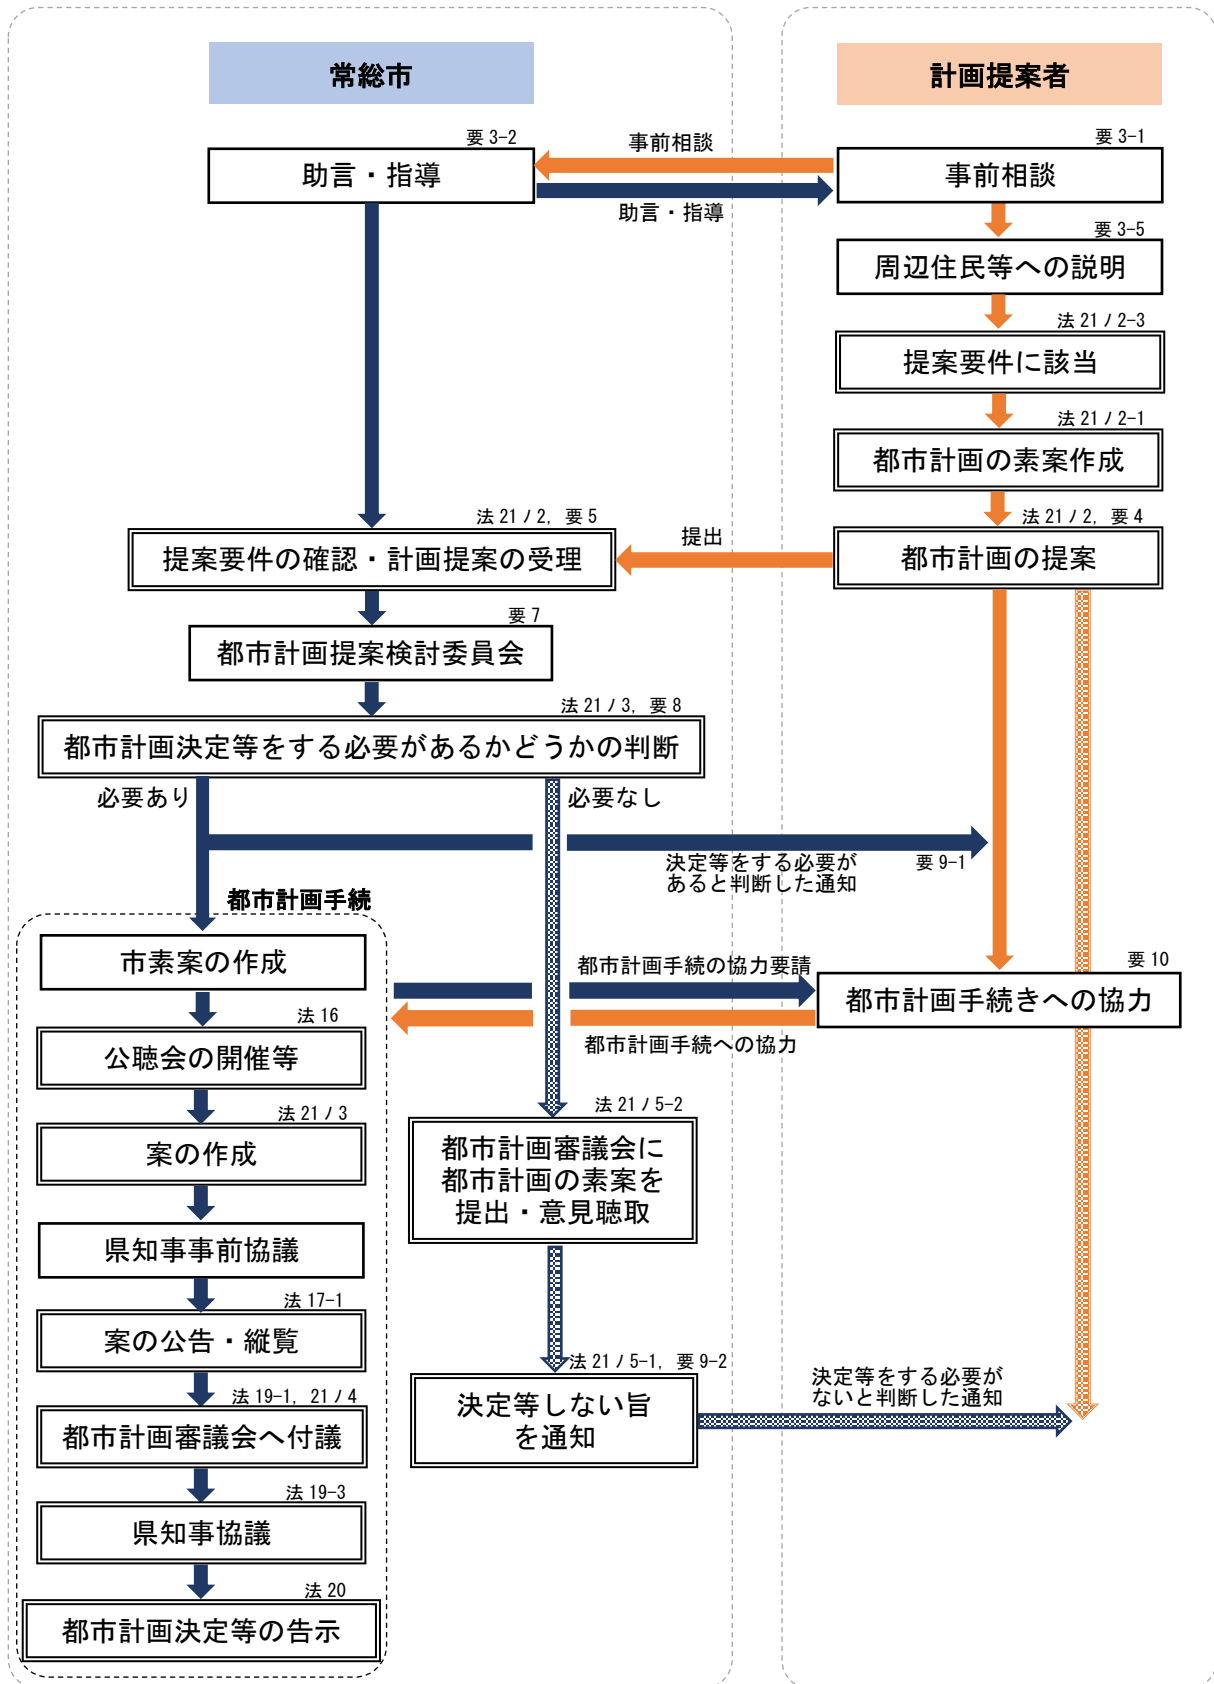 常総市
計画提案者
要 3-2
事前相談
要 3-1
助言・指導
事前相談
助言・指導
要 3-5
周辺住民等への説明
法 21 ﾉ 2-3
提案要件に該当
法 21 ﾉ 2-1
都市計画の素案作成
法 21 ﾉ 2, 要 5
提出
法 21 ﾉ 2, 要 4
提案要件の確認・計画提案の受理
都市計画の提案
要 7
都市計画提案検討委員会
法 21 ﾉ 3, 要 8
都市計画決定等をする必要があるかどうかの判断
必要あり
必要なし
決定等をする必要が
あると判断した通知
要 9-1
都市計画手続
市素案の作成
都市計画手続の協力要請
要 10
都市計画手続きへの協力
都市計画手続への協力
法 16
公聴会の開催等
法 21 ﾉ 3
案の作成
法 21 ﾉ 5-2
都市計画審議会に
都市計画の素案を
提出・意見聴取
県知事事前協議
法 17-1
案の公告・縦覧
法 21 ﾉ 5-1, 要 9-2
決定等しない旨
を通知
決定等をする必要が
ないと判断した通知
法 19-1, 21 ﾉ 4
都市計画審議会へ付議
法 19-3
県知事協議
法 20
都市計画決定等の告示